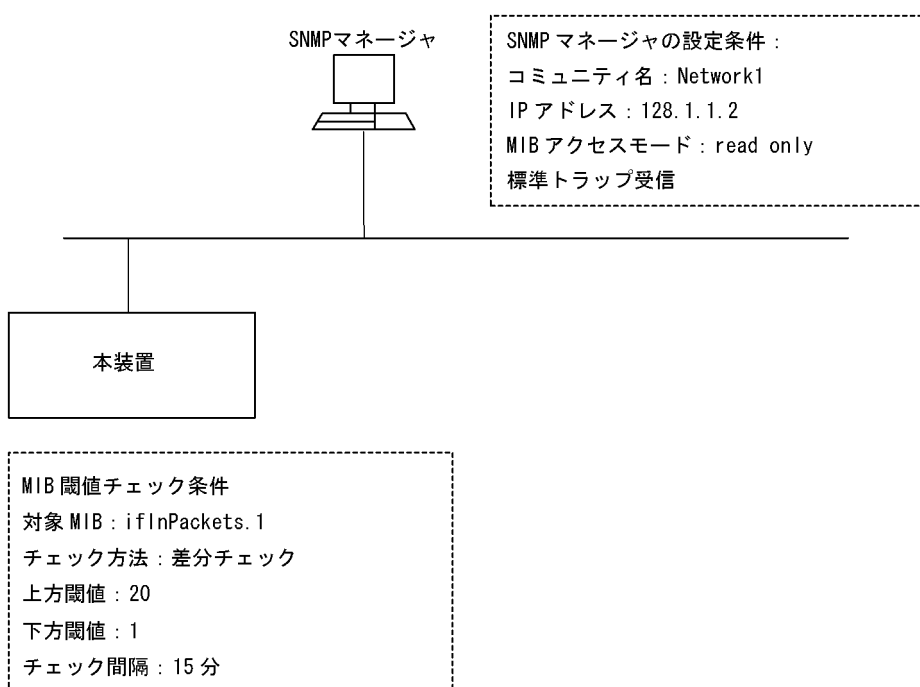 SNMPマネージャ
SNMP マネージャの設定条件：
コミュニティ名：Network1
IP アドレス：128.1.1.2
MIB アクセスモード：read only
標準トラップ受信
本装置
MIB 閾値チェック条件
対象 MIB：ifInPackets.1
チェック方法：差分チェック
上方閾値：20
下方閾値：1
チェック間隔：15 分